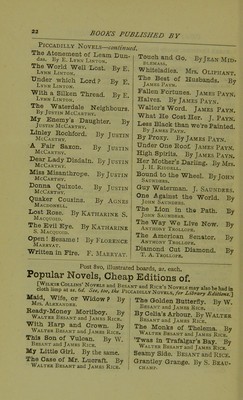 22 BOOKS PUBLISHED BY
PICCADILLY NOVELS—continued.
The Atonement of Leam Dun-
das. By E. LYNN LINTON.
The World Well Lost. By E.
LYNN LINTON.
Under which Lord? By E.
LYNN LINTON.
With a Silken Thread. By E.
LYNN LINTON.
The Waterdale Neighbours.
By JUSTIN MCCARTHY.
My Enemy's Daughter. By
JUSTIN MCCARTHY.
Linley Rochford. By JUSTIN
MCCARTHY.
A Fair Saxon. By JUSTIN
MCCARTHY.
Dear Lady Disdain. By JUSTIN
MCCARTHY.
Miss Misanthrope. By JUSTIN
MCCARTHY.
Donna Quixote. By JUSTIN
MCCARTHY.
Quaker Cousins. By AGNES
MACDONELL.
Lost Rose. By KATHARINE S.
MACQUOID.
The Evil Eye. By KATHARINE
S. MACQUOID.
Open! Sesame! By FLORENCE
MARRYAT.
Written in Fire. F. MARRYAT.
Touch and Go. By JEAN MID-
DLEMASS.
Whiteladies. Mrs. OLIPHANT.
The Best of Husbands. By
JAMES PAYN.
Fallen Fortunes. JAMES PAYN.
Halves. By JAMES PAYN.
Walter's Word. JAMES PAYN.
What He Cost Her. J. PAYN.
Less Black than we're Painted.
By JAMES PAYN.
By Proxy. By JAMES PAYN.
Under One Roof. JAMES PAYN.
High Spirits. By JAMES PAYN.
Her Mother's Darling. By Mrs.
J. H. RIDDELL.
Bound to the Wheel. By JOHN
SAUNDERS.
Guy Waterman. J. SAUNDERS.
One Against the World. By
JOHN SAUNDERS.
The Lion in the Path. By
JOHN SAUNDERS.
The Way We Live Now. By
ANTHONY TROLLOPE.
The American Senator. By
ANTHONY TROLLOPE.
Diamond Cut Diamond. By
T. A. TROLLOPE.
Post 8vo, illustrated boards, 2s. each.
Popular Novels, Cheap Editions of.
[WILKIE COLLINS' NOVELS and BESANT and RICE'S NOVELS may also be had in
cloth limp at 2s. 6d. See, too, the PICCADILLY NOVELS, for Library Editions.]
Maid, Wife, or Widow? By
Mrs. ALEXANDER.
Ready-Money Mortiboy. By
WALTER BESANT and JAMES RICE.
With Harp and Crown. By
WALTER BESANT and JAMES RICE.
This Son of Vulcan. By W.
BESANT and JAMES RICE.
My Little Girl. By the same.
The Case of Mr. Lucraft. By
WALTER BESANT and JAMES RICE.
The Golden Butterfly. By W.
BESANT and JAMES RICE.
By Celia's Arbour. By WALTER
BESANT and JAMES RICE.
The Monks of Thelema. By
WALTER BESANT and JAMES RICE.
'Twas in Trafalgar's Bay. By
WALTER BESANT and JAMES RICE.
Seamy Side. BESANT and RICE.
Grantley Grange. By S. BEAU-
CHAMP.